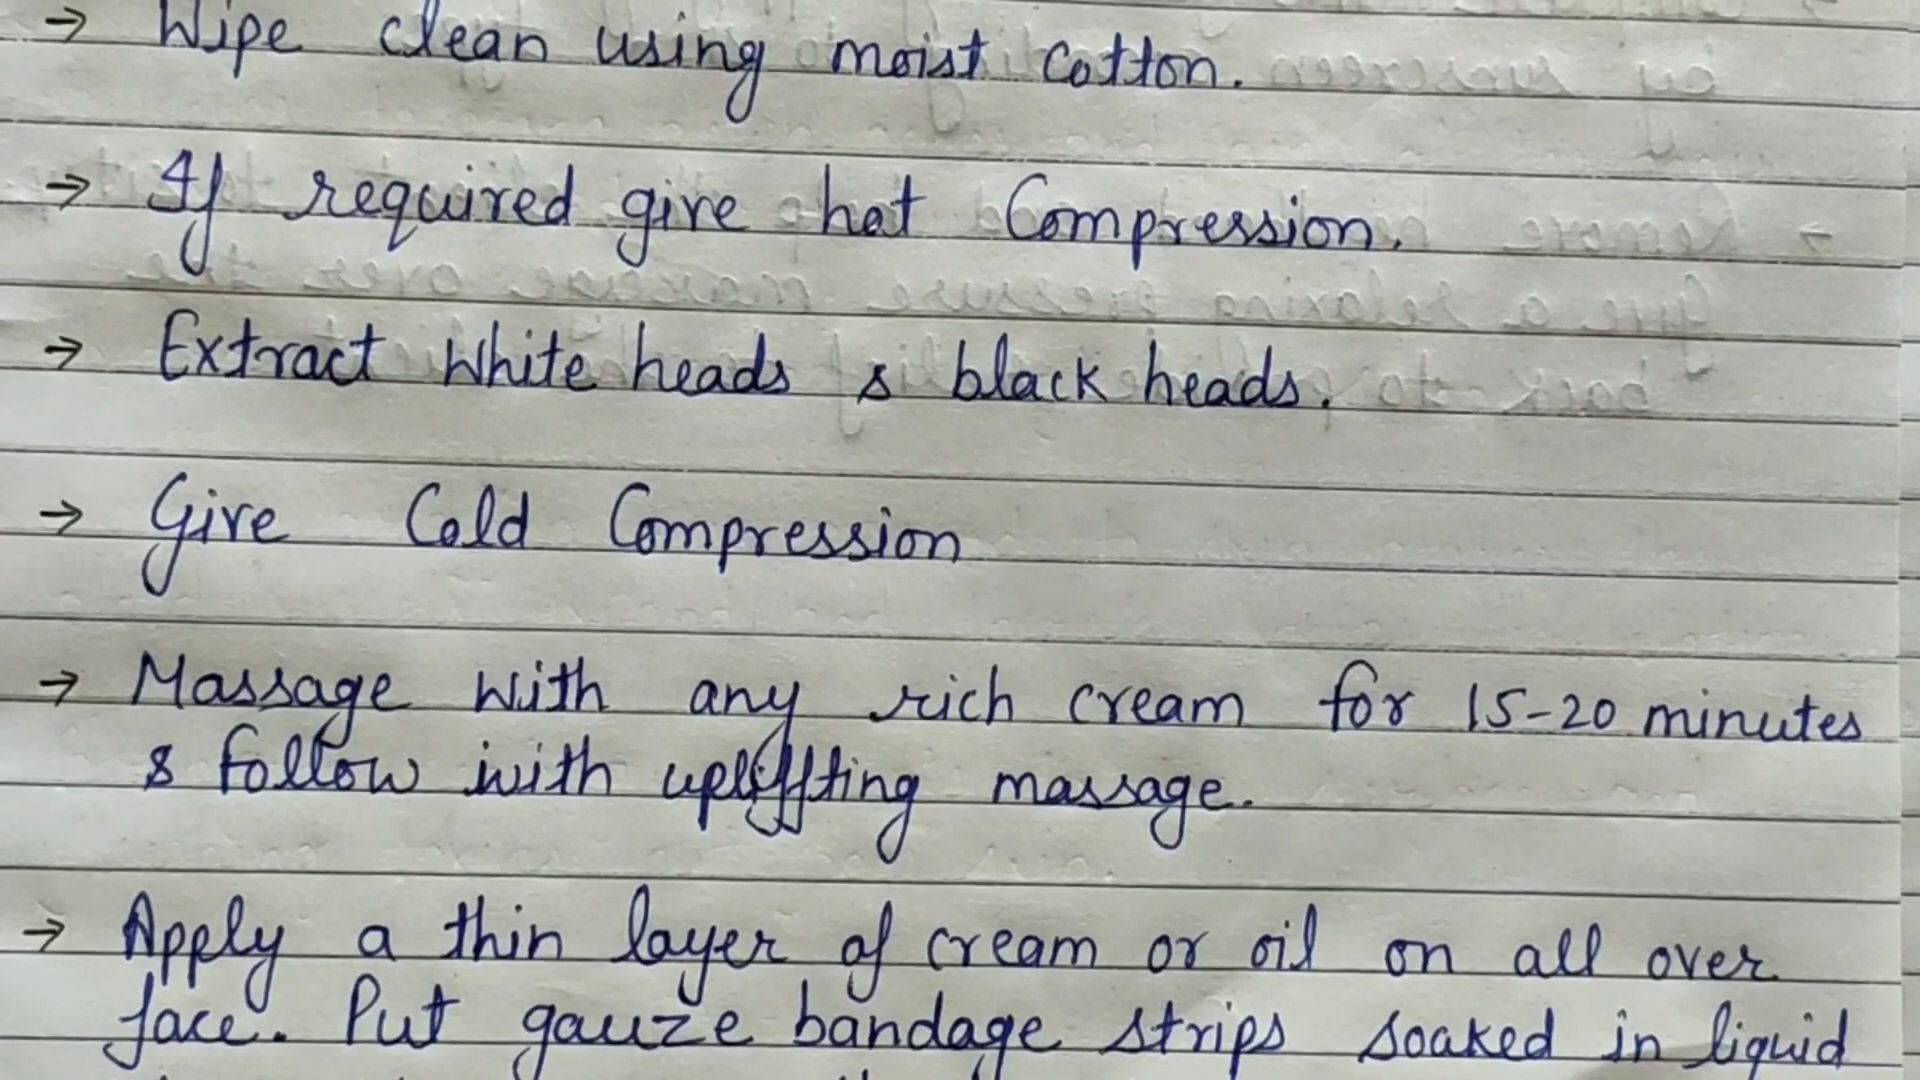 → Wipe clean using moist cotton.
→ If required give hot Compression.
→ Extract White heads & black heads.
→ Give Cold Compression
→ Massage with any rich cream for 15-20 minutes
& follow with uplifting massage.
→ Apply a thin layer of cream or oil on all over
face. Put gauze bandage strips soaked in liquid